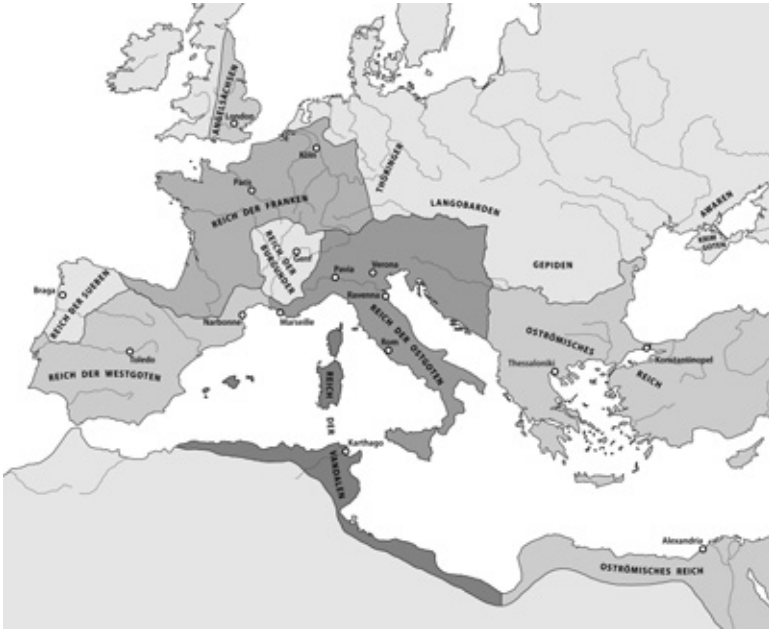 ANGELSACHSEN
London
Köln
Paris
REICH DER FRANKEN
THÜRINGER
LANGOBARDEN
AWAREN
KRIM
GOTEN
GEPIDEN
REICH DER
BURGUNDER
Genf
Pavia
Verona
Ravenna
Braga
REICH DER SUEBEN
Narbonne
Marseille
REICH DER OSTGOTEN
Rom
Toledo
REICH DER WESTGOTEN
OSTRÖMISCHES
REICH
Konstantinopel
Thessaloniki
REICH DER VANDALEN
Karthago
Alexandria
OSTRÖMISCHES REICH